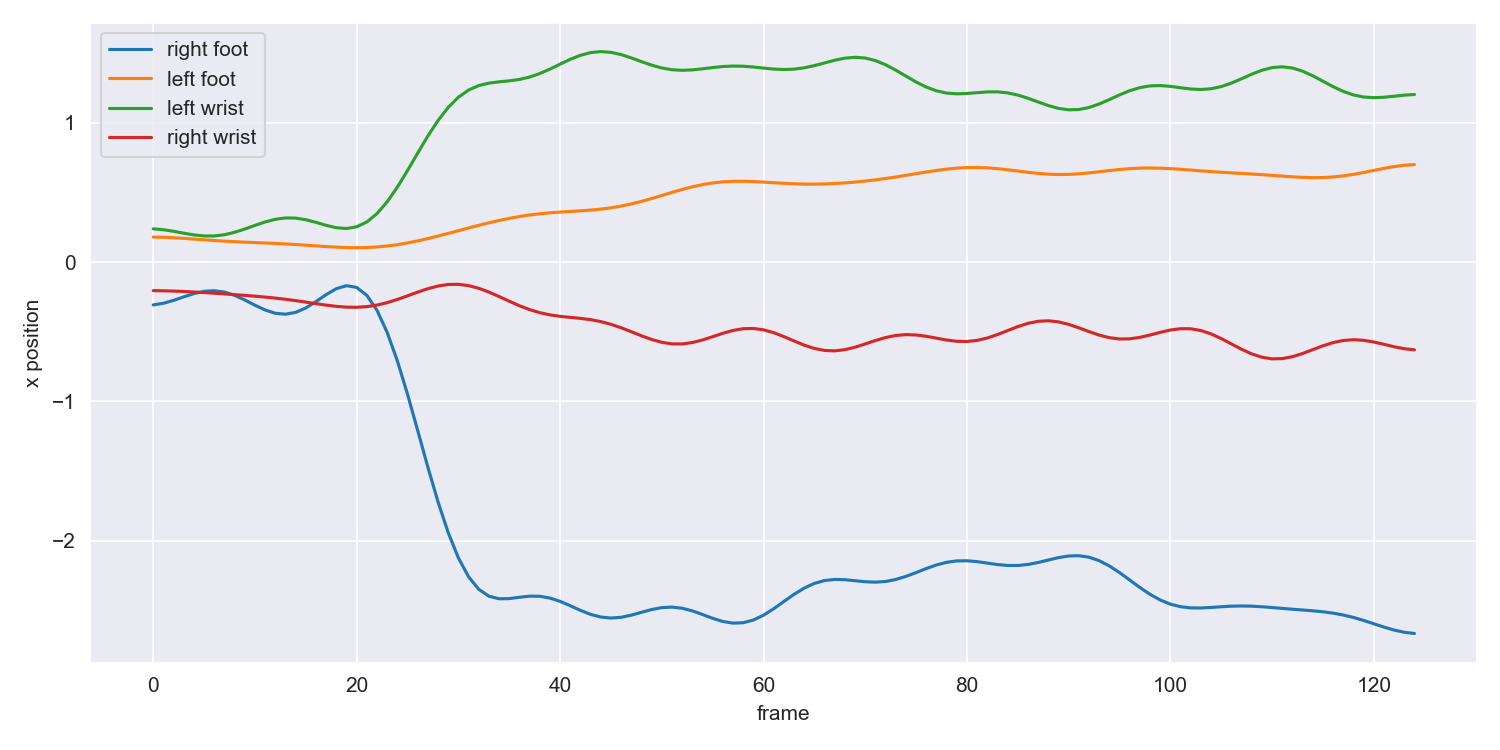 right foot
left foot
left wrist
right wrist
1
0
−1
−2
x position
0 20 40 60 80 100 120
frame